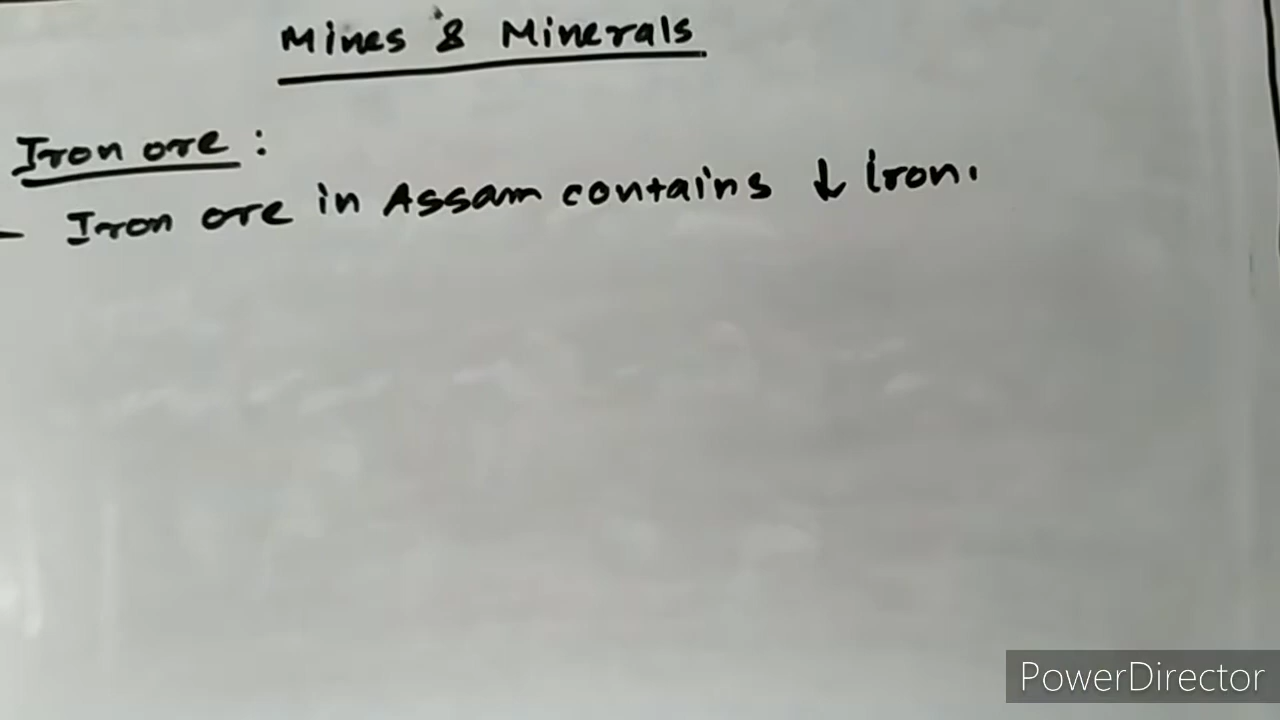 Mines & Minerals
Iron ore :
- Iron ore in Assam contains ↓ iron.
PowerDirector